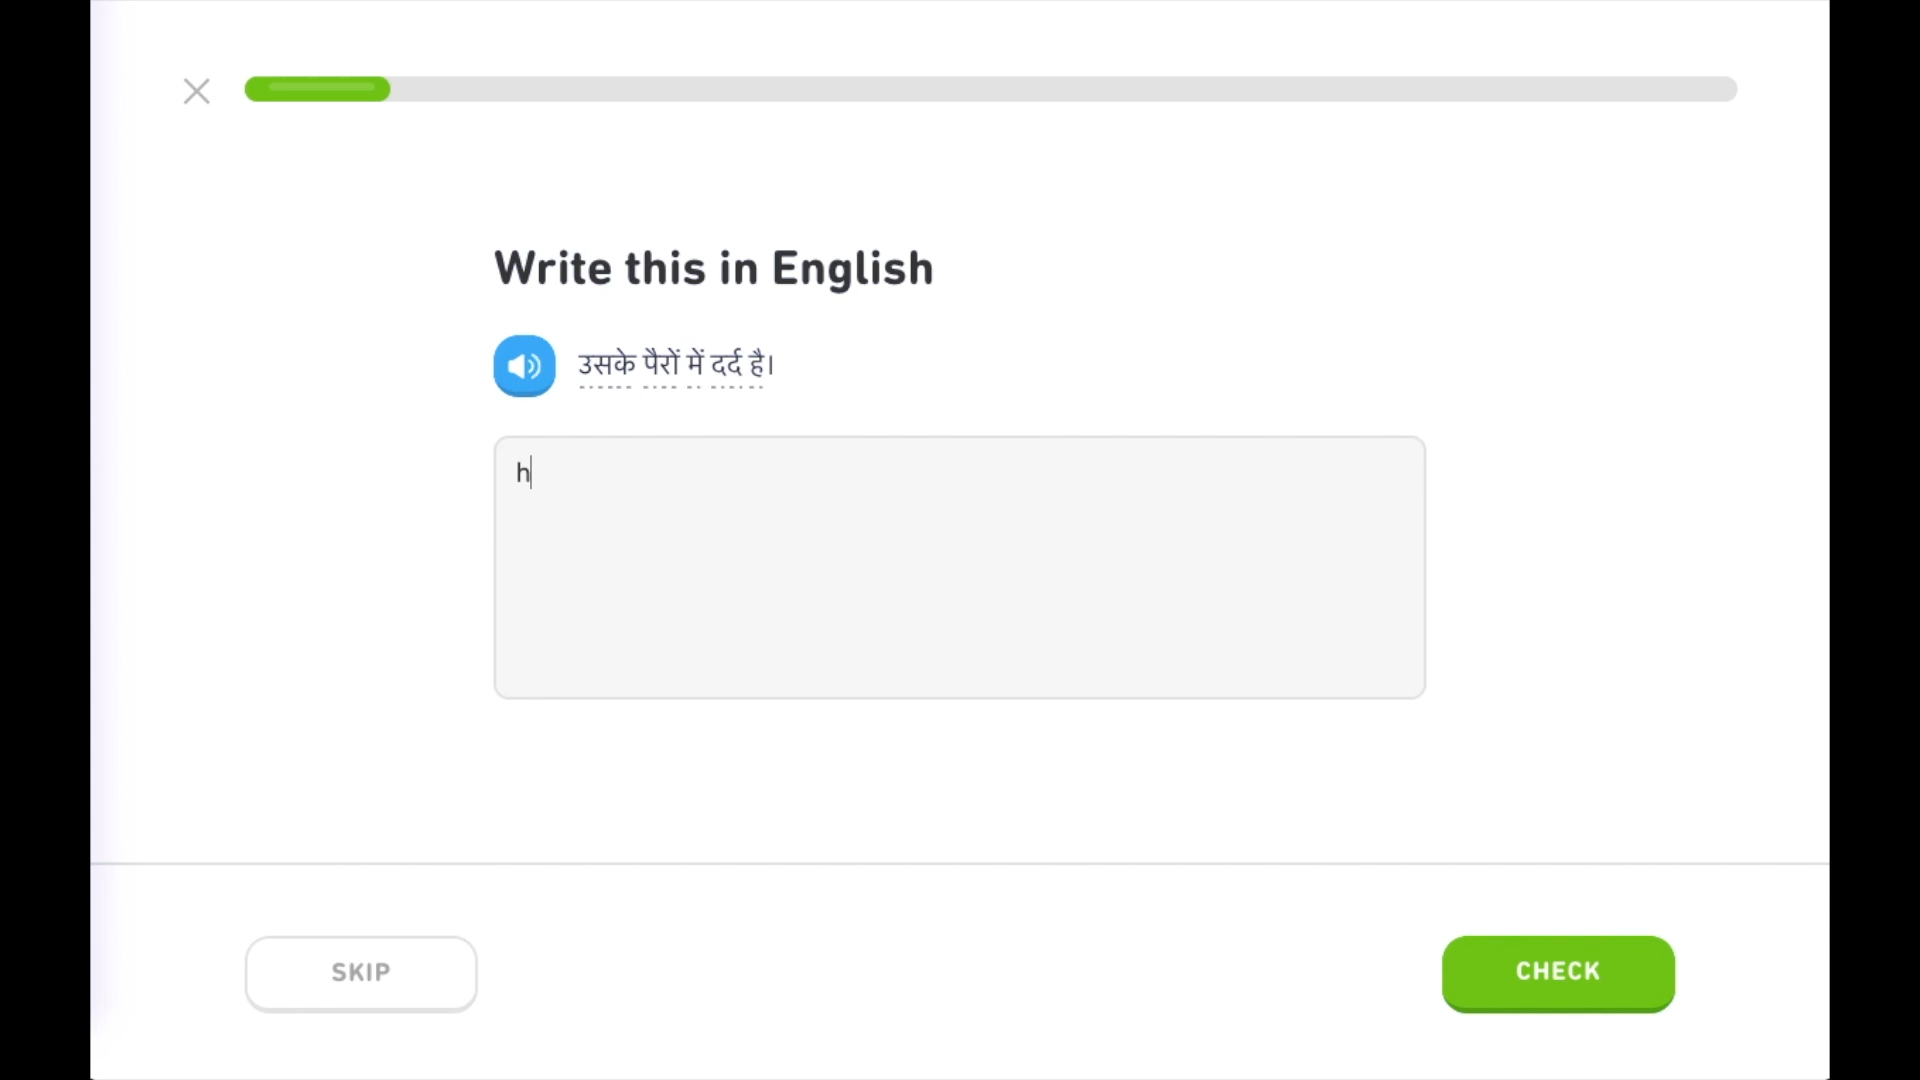 Write this in English
उसके पैरों में दर्द है।
h
SKIP
CHECK